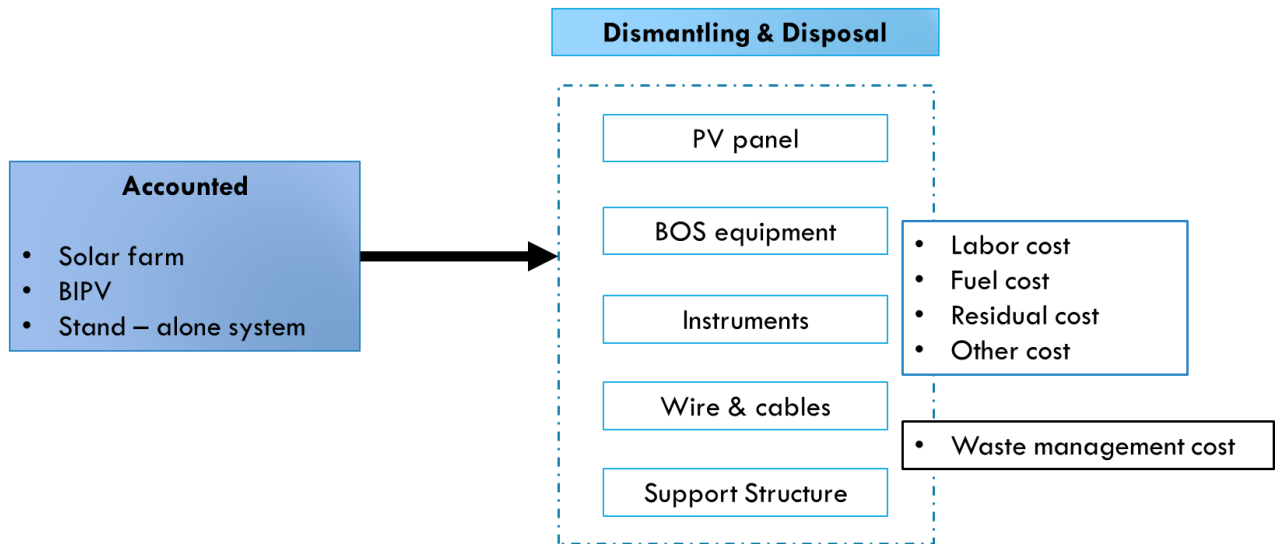 Dismantling & Disposal
Accounted
• Solar farm
• BIPV
• Stand – alone system
PV panel
BOS equipment
Instruments
Wire & cables
Support Structure
• Labor cost
• Fuel cost
• Residual cost
• Other cost
• Waste management cost